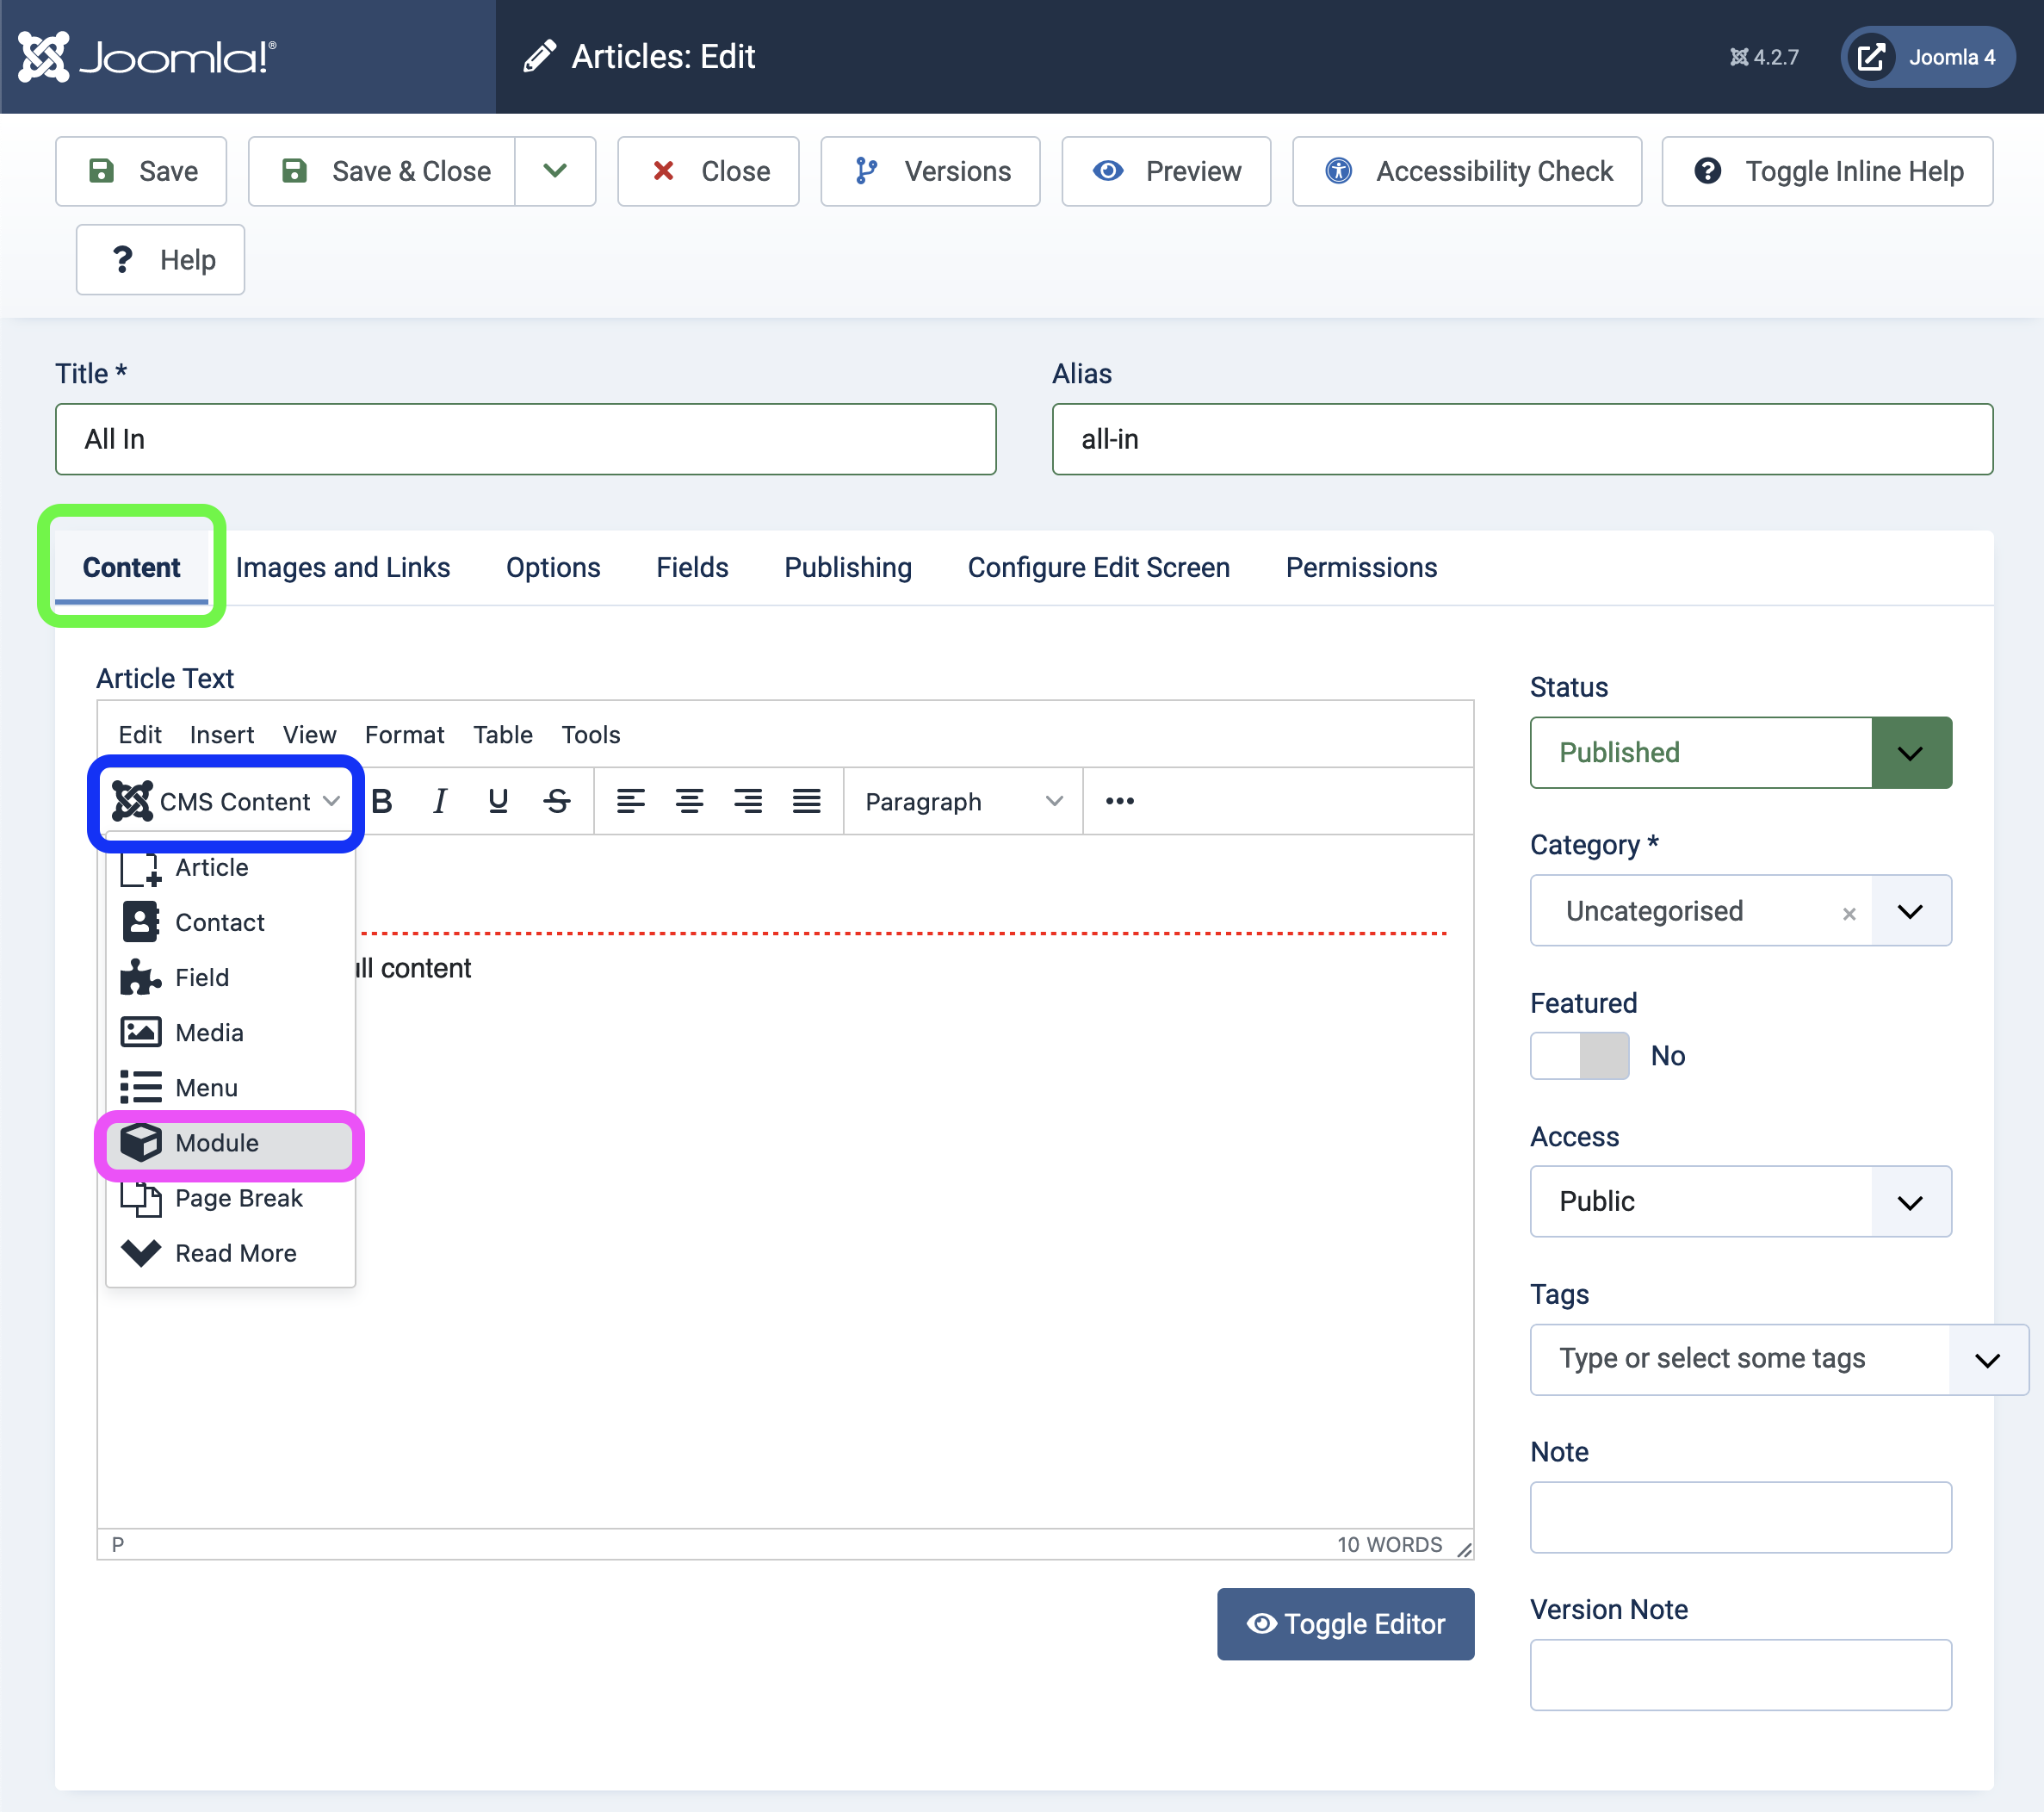 Joomla!®
Articles: Edit
4.2.7
Joomla 4
Save
Save & Close
Close
Versions
Preview
Accessibility Check
Toggle Inline Help
? Help
Title *
Alias
All In
all-in
Content
Images and Links
Options
Fields
Publishing
Configure Edit Screen
Permissions
Article Text
Edit Insert View Format Table Tools
CMS Content
B I U S
Paragraph
Article
Contact
Field
Media
Menu
Module
Page Break
Read More
content
P
10 WORDS
Toggle Editor
Status
Published
Category *
Uncategorised ×
Featured
No
Access
Public
Tags
Type or select some tags
Note
Version Note